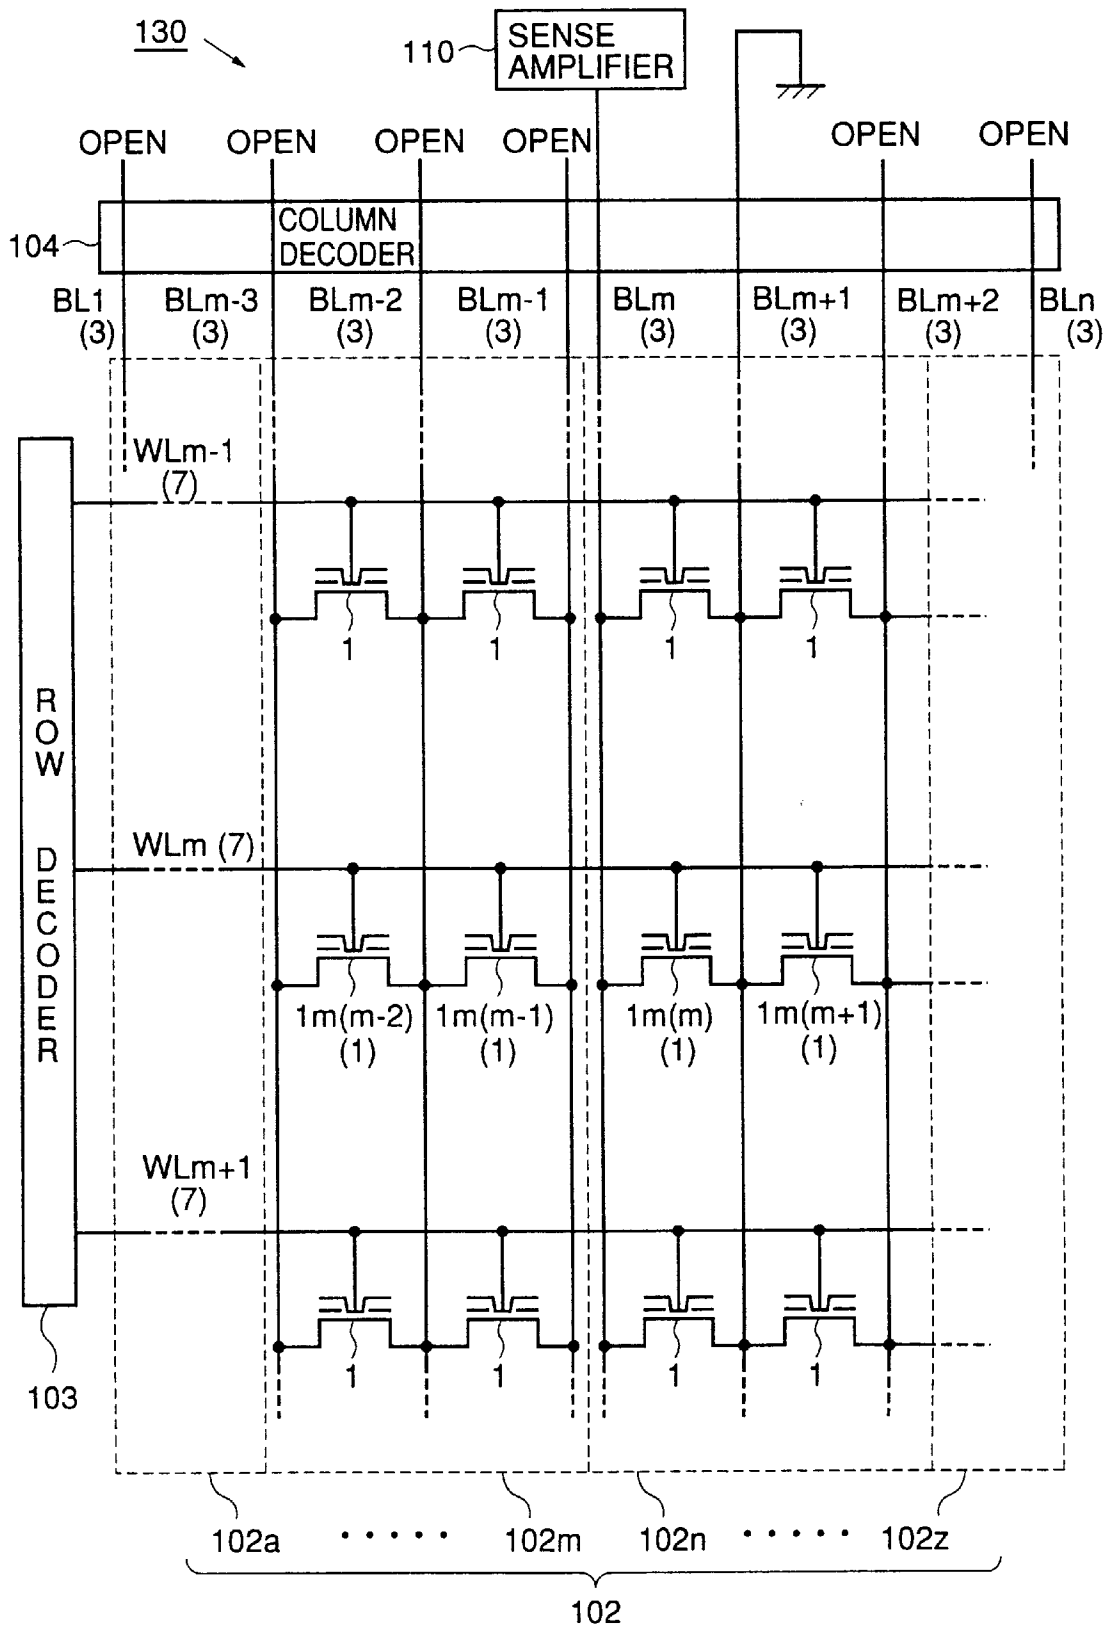 130
110
SENSE
AMPLIFIER
OPEN OPEN OPEN OPEN OPEN OPEN
104
COLUMN
DECODER
BL1 BLm-3 BLm-2 BLm-1 BLm BLm+1 BLm+2 BLn
(3) (3) (3) (3) (3) (3) (3) (3)
WLm-1
(7)
1 1 1 1
ROW DECODER
WLm (7)
1m(m-2) 1m(m-1) 1m(m) 1m(m+1)
(1) (1) (1) (1)
WLm+1
(7)
1 1 1 1
103
102a ..... 102m 102n ..... 102z
102